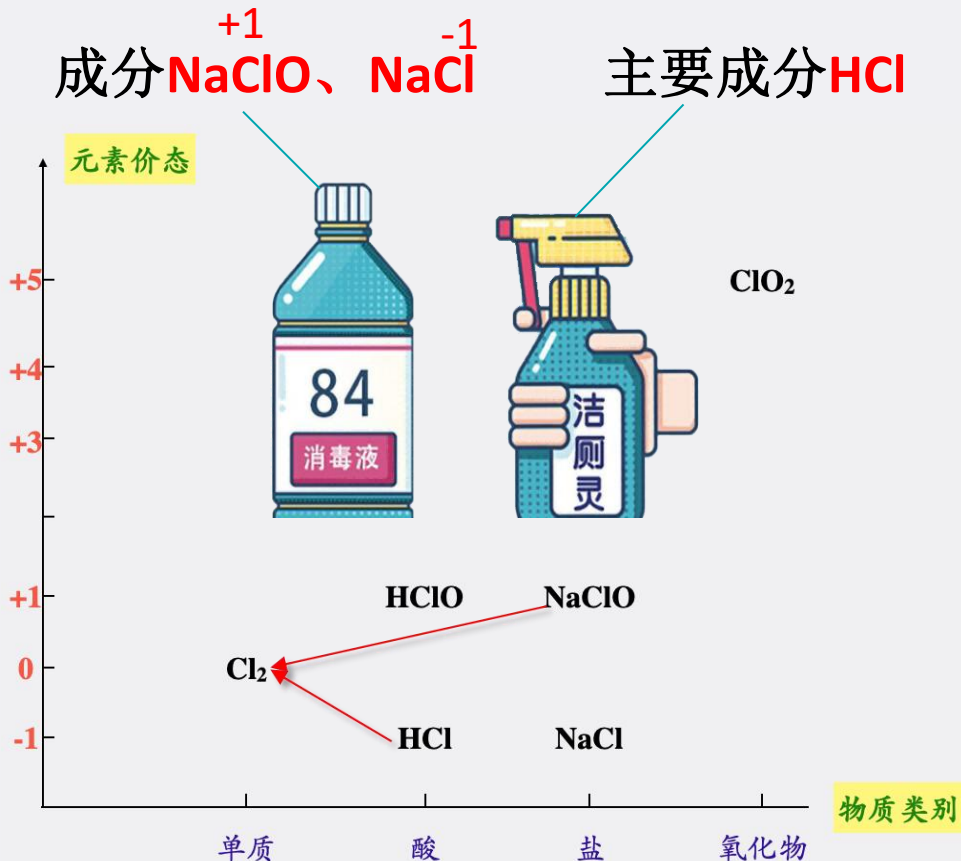 +1
-1
成分NaClO、NaCl
主要成分HCl
元素价态
+5
ClO₂
+4
84
洁厕灵
+3
消毒液
+1
HClO
NaClO
0
Cl₂
-1
HCl
NaCl
物质类别
单质
酸
盐
氧化物